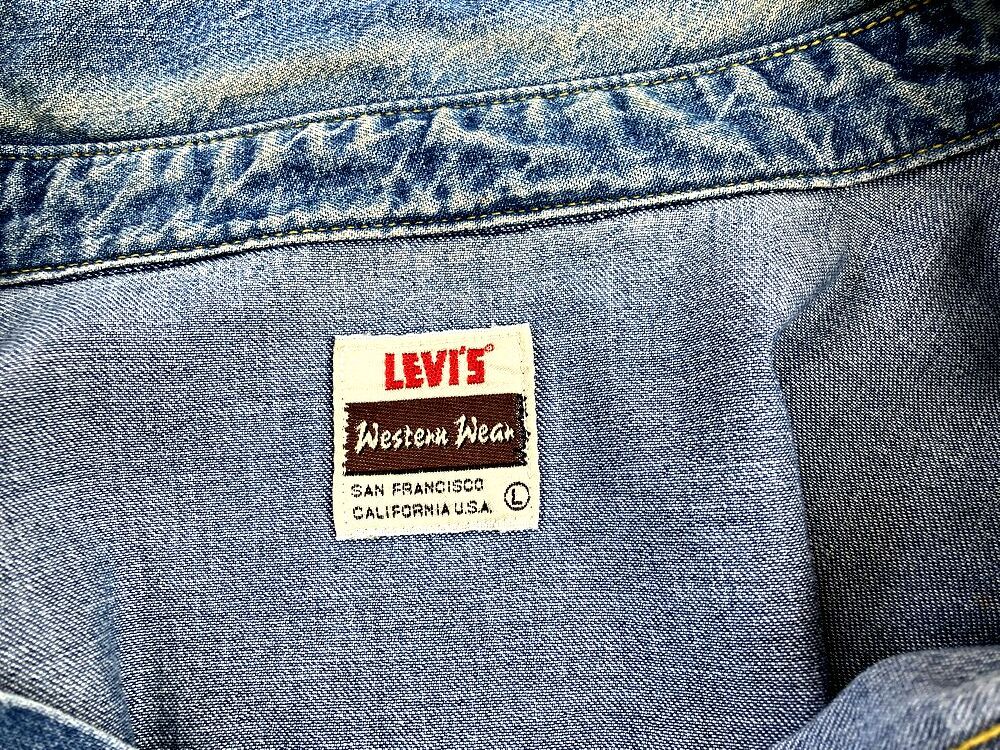 LEVI'S®
Western Wear
SAN FRANCISCO
CALIFORNIA U.S.A. Ⓛ